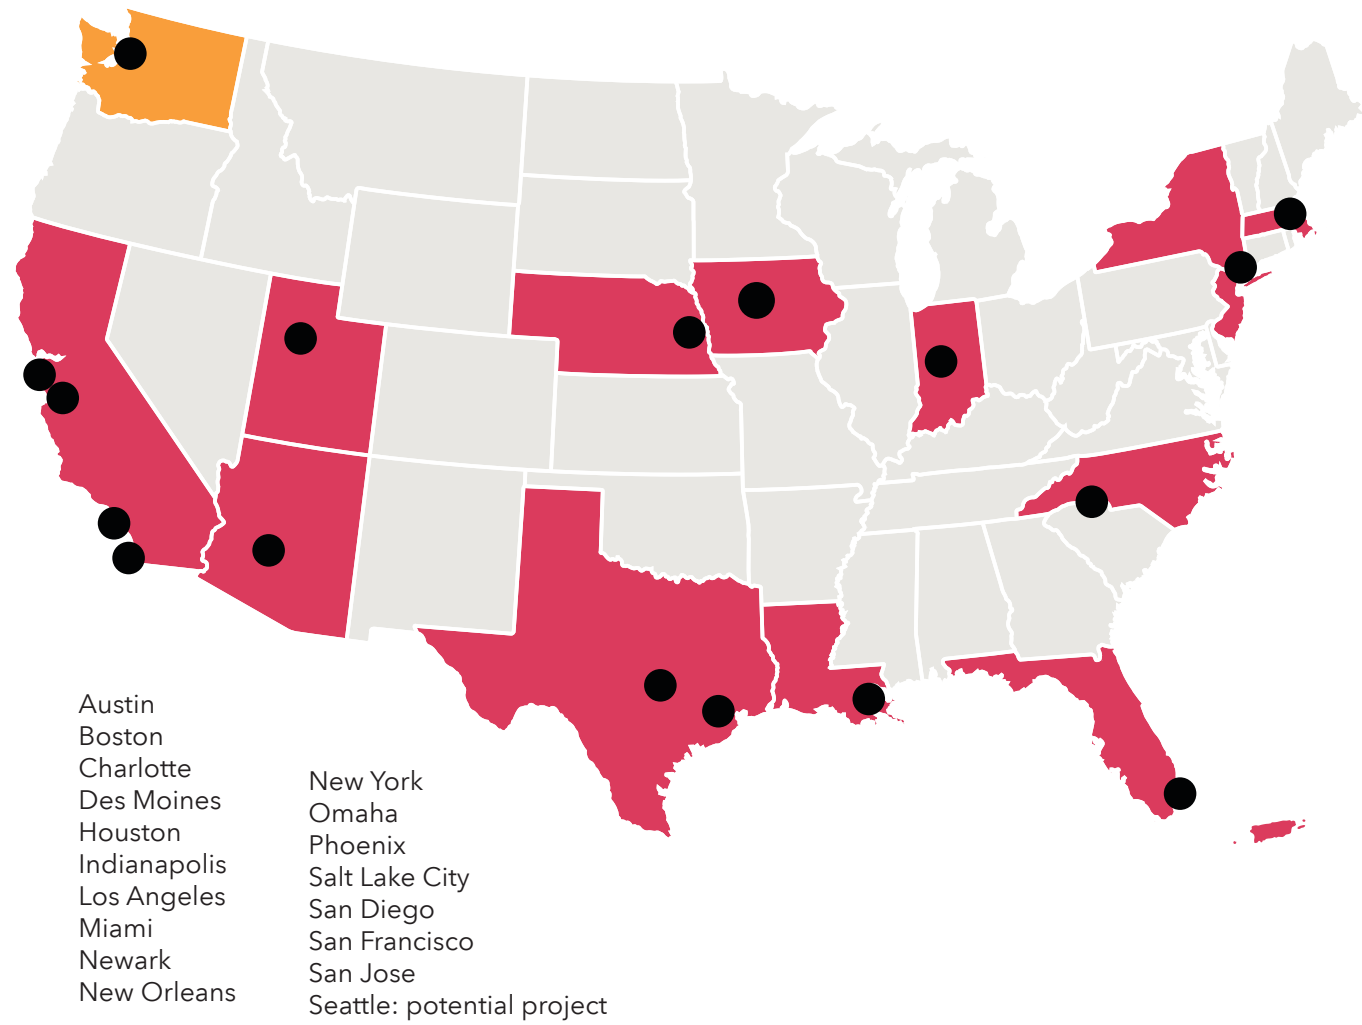 Austin
Boston
Charlotte
Des Moines
Houston
Indianapolis
Los Angeles
Miami
Newark
New Orleans
New York
Omaha
Phoenix
Salt Lake City
San Diego
San Francisco
San Jose
Seattle: potential project